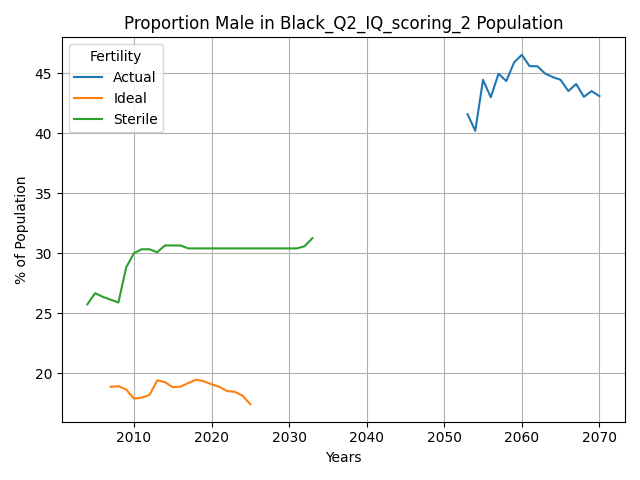 Proportion Male in Black_Q2_IQ_scoring_2 Population
Fertility
Actual
Ideal
Sterile
% of Population
45
40
35
30
25
20
2010 2020 2030 2040 2050 2060 2070
Years